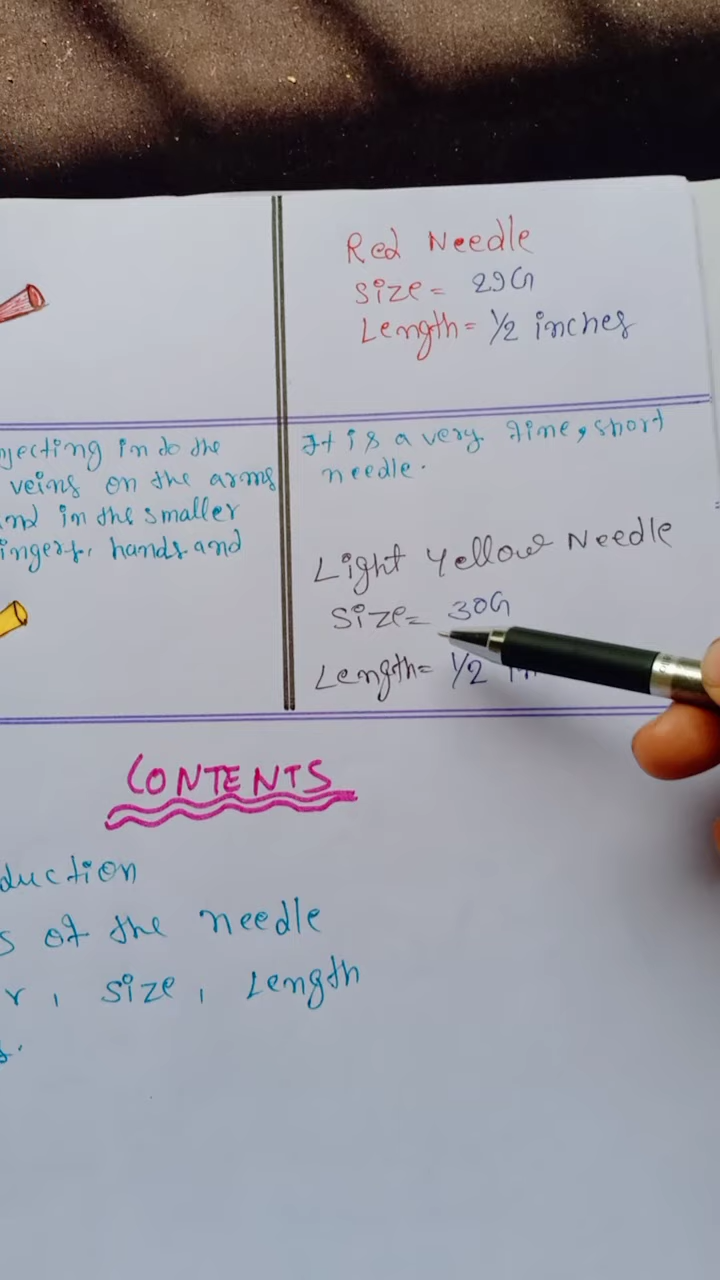 Red Needle
Size = 29G
Length = 1/2 inches
njecting in to the
veins on the arms
and in the smaller
ingers, hands and
It is a very fine, short
needle.
Light Yellow Needle
Size = 30G
Length = 1/2
CONTENTS
duction
s of the needle
r, size, Length
s.